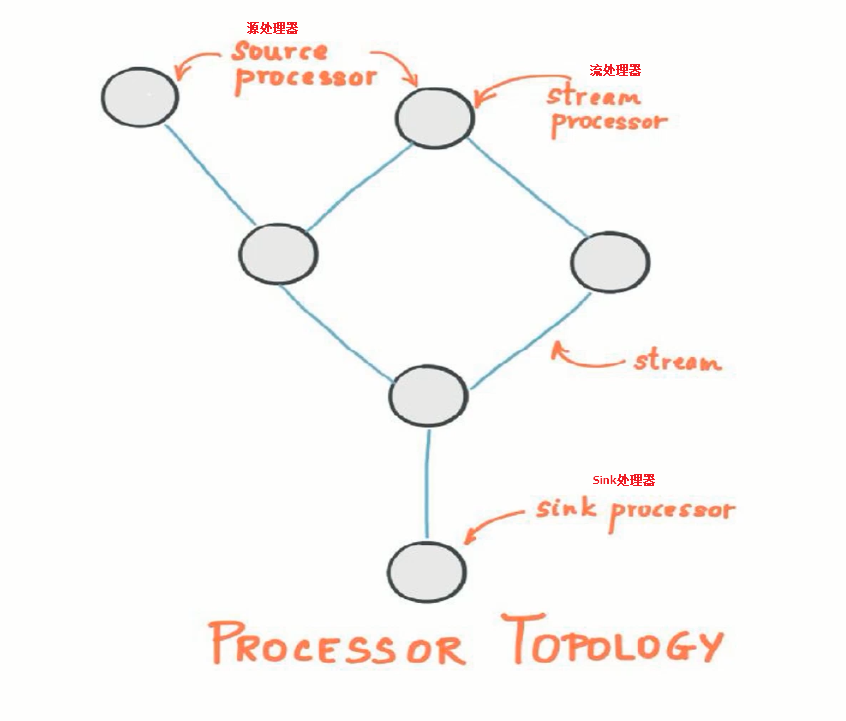 源处理器
source
processor
流处理器
stream
processor
stream
Sink处理器
sink processor
PROCESSOR TOPOLOGY